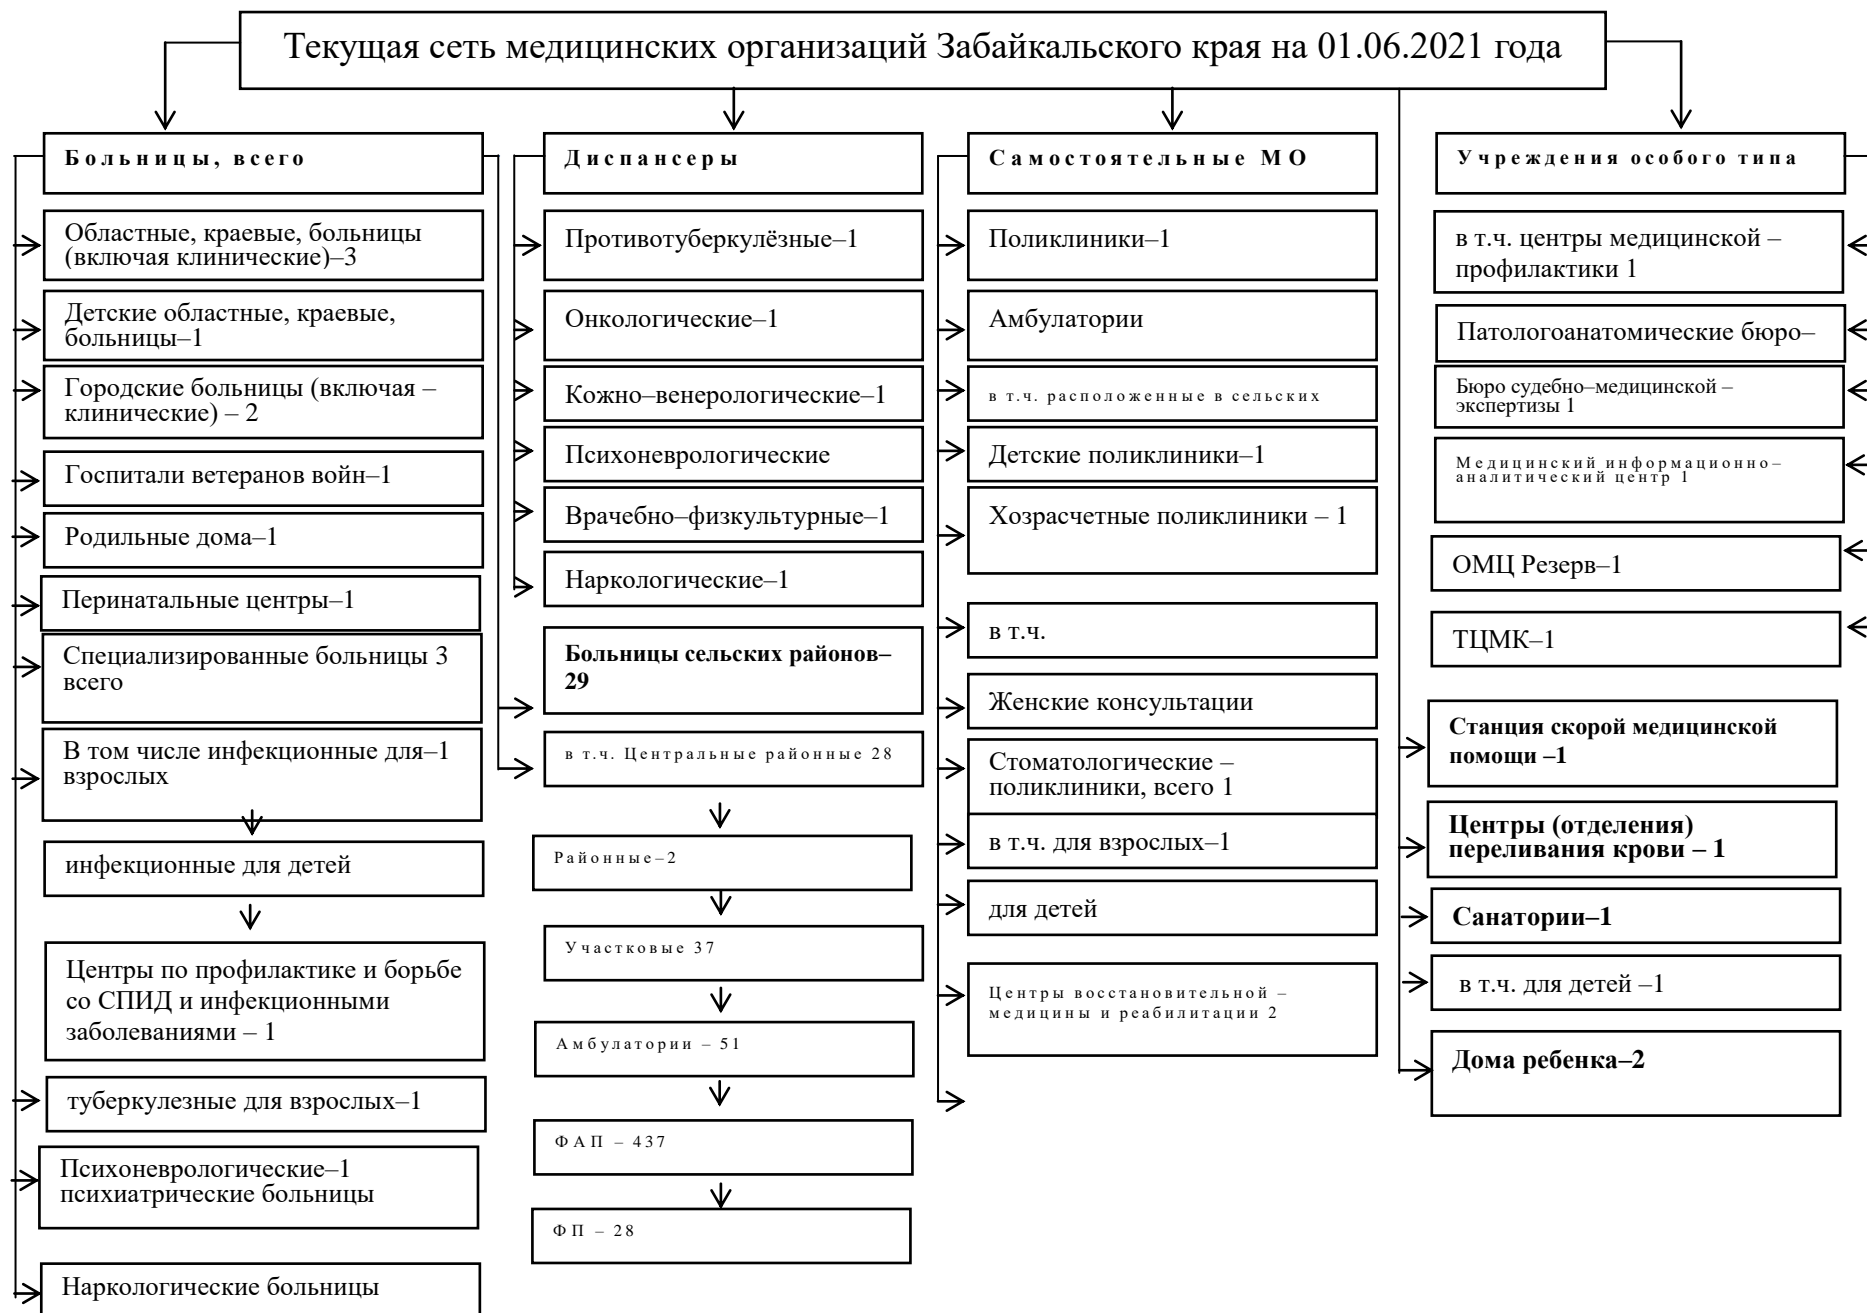 Текущая сеть медицинских организаций Забайкальского края на 01.06.2021 года
Больницы, всего
Областные, краевые, больницы
(включая клинические)–3
Детские областные, краевые,
больницы–1
Городские больницы (включая –
клинические) – 2
Госпитали ветеранов войн–1
Родильные дома–1
Перинатальные центры–1
Специализированные больницы 3
всего
В том числе инфекционные для–1
взрослых
инфекционные для детей
Центры по профилактике и борьбе
со СПИД и инфекционными
заболеваниями – 1
туберкулезные для взрослых–1
Психоневрологические–1
психиатрические больницы
Наркологические больницы
Диспансеры
Противотуберкулёзные–1
Онкологические–1
Кожно–венерологические–1
Психоневрологические
Врачебно–физкультурные–1
Наркологические–1
Больницы сельских районов–
29
в т.ч. Центральные районные 28
Районные–2
Участковые 37
Амбулатории – 51
ФАП – 437
ФП – 28
Самостоятельные МО
Поликлиники–1
Амбулатории
в т.ч. расположенные в сельских
Детские поликлиники–1
Хозрасчетные поликлиники – 1
в т.ч.
Женские консультации
Стоматологические –
поликлиники, всего 1
в т.ч. для взрослых–1
для детей
Центры восстановительной –
медицины и реабилитации 2
Учреждения особого типа
в т.ч. центры медицинской –
профилактики 1
Патологоанатомические бюро–
Бюро судебно–медицинской –
экспертизы 1
Медицинский информационно–
аналитический центр 1
ОМЦ Резерв–1
ТЦМК–1
Станция скорой медицинской
помощи –1
Центры (отделения)
переливания крови – 1
Санатории–1
в т.ч. для детей –1
Дома ребенка–2